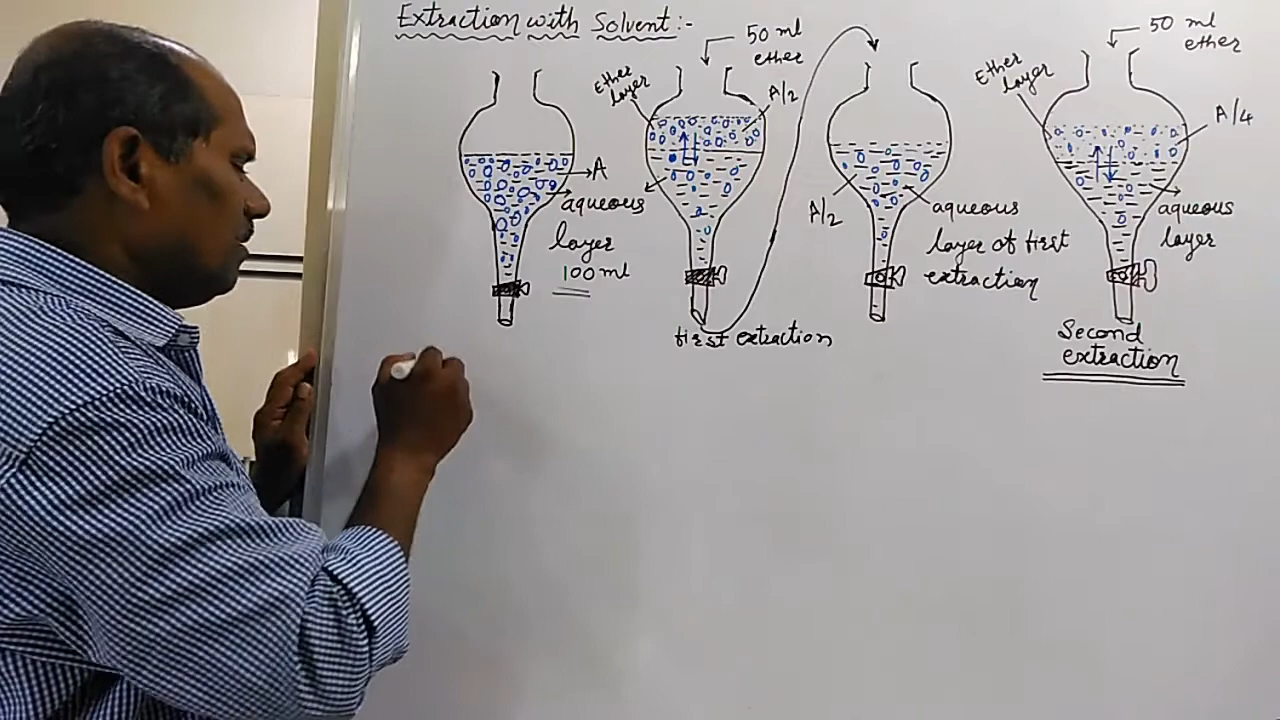 Extraction with Solvent:-
A
aqueous
layer
100 ml
50 ml
ether
Ether
layer
A/2
first extraction
A/2
aqueous
layer of first
extraction
50 ml
ether
Ether
layer
A/4
aqueous
layer
Second
extraction